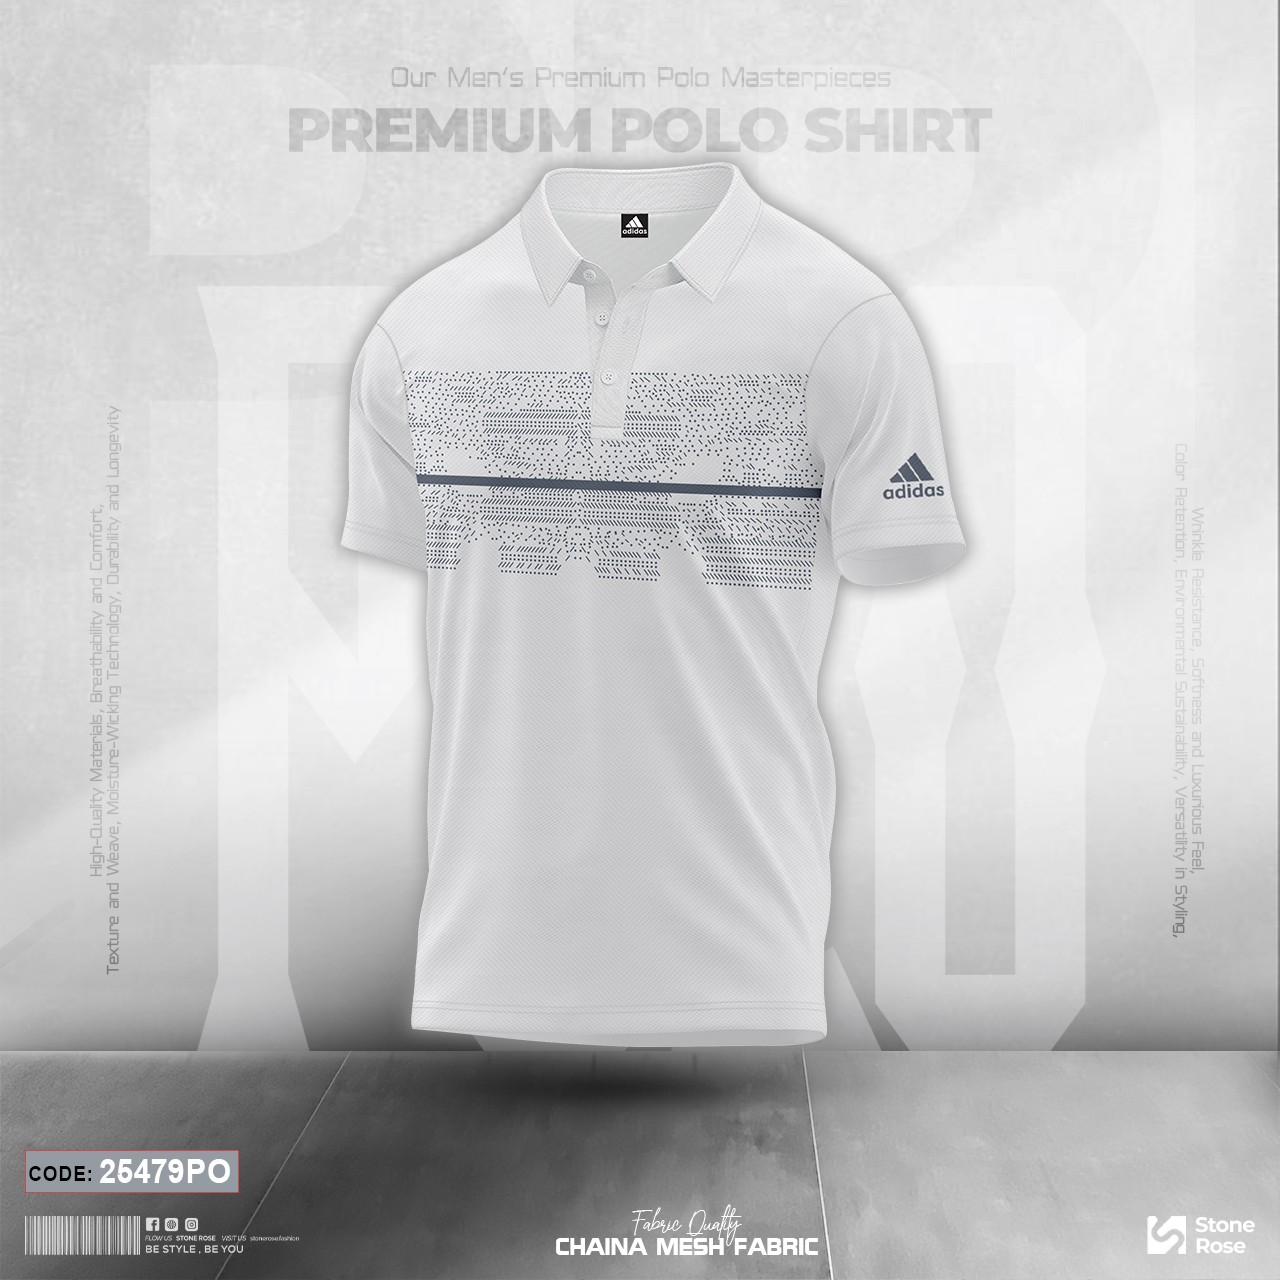 Our Men's Premium Polo Masterpieces
PREMIUM POLO SHIRT
adidas
adidas
High-Quality Materials, Breathability and Comfort,
Texture and Weave, Moisture-Wicking Technology, Durability and Longevity
Wrinkle Resistance, Softness and Luxurious Feel,
Color Retention, Environmental Sustainability, Versatility in Styling,
CODE: 25479PO
FLOW US STONE ROSE VISIT US stonerose.fashion
BE STYLE , BE YOU
Fabric Quality
CHAINA MESH FABRIC
Stone
Rose